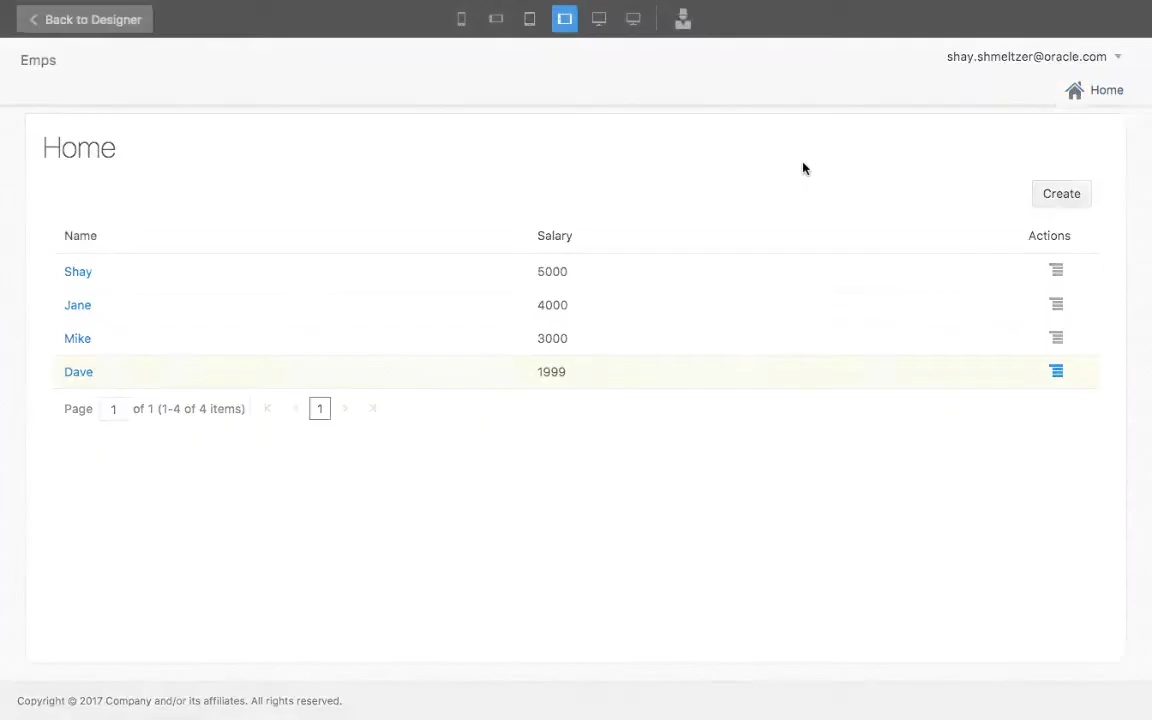 Back to Designer
Emps
shay.shmeltzer@oracle.com
Home
Home
Create
Name Salary Actions
Shay 5000
Jane 4000
Mike 3000
Dave 1999
Page 1 of 1 (1-4 of 4 items) 1
Copyright © 2017 Company and/or its affiliates. All rights reserved.